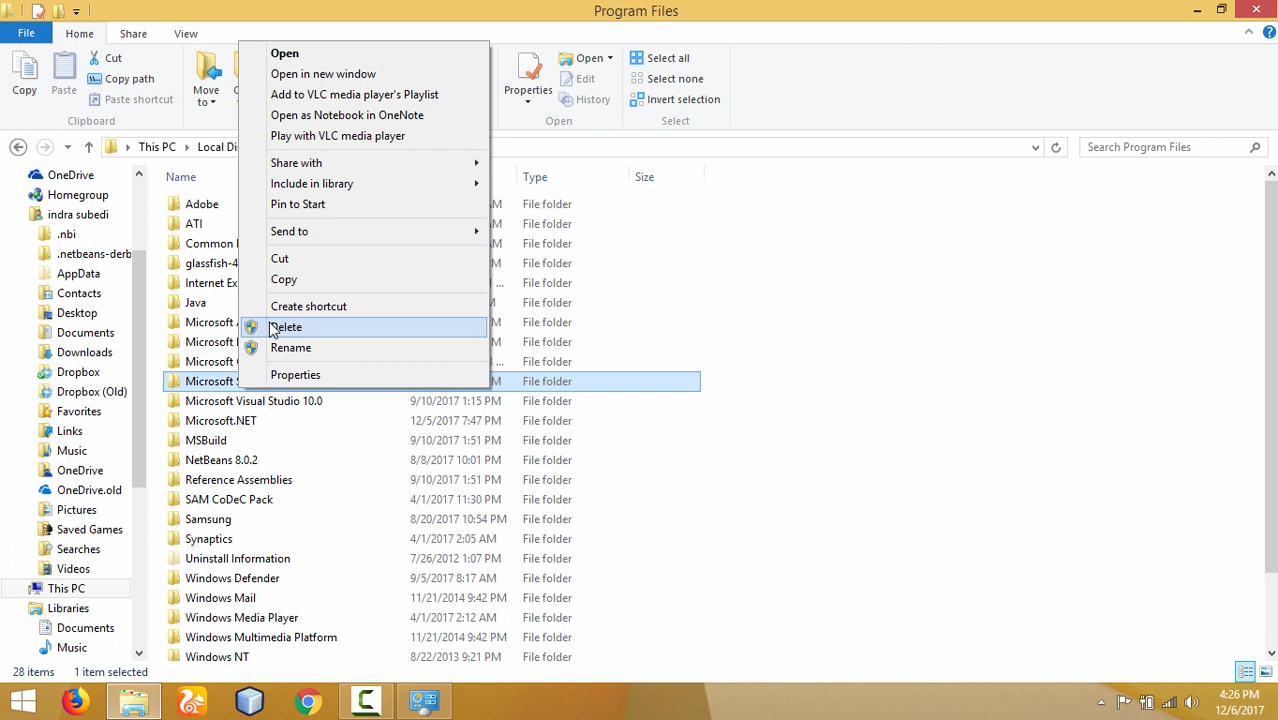 Program Files
File
Home
Share
View
Copy
Paste
Cut
Copy path
Paste shortcut
Clipboard
Move
to
Properties
Open
Edit
History
Open
Select all
Select none
Invert selection
Select
This PC
Local
Search Program Files
OneDrive
Homegroup
indra subedi
.nbi
.netbeans-derb
AppData
Contacts
Desktop
Documents
Downloads
Dropbox
Dropbox (Old)
Favorites
Links
Music
OneDrive
OneDrive.old
Pictures
Saved Games
Searches
Videos
This PC
Libraries
Documents
Music
Name
Type
Size
Adobe
File folder
ATI
File folder
Common
File folder
glassfish-4
File folder
Internet
File folder
Java
File folder
Microsoft
File folder
Microsoft
File folder
Microsoft
File folder
Microsoft
File folder
Microsoft Visual Studio 10.0 9/10/2017 1:15 PM File folder
Microsoft.NET 12/5/2017 7:47 PM File folder
MSBuild 9/10/2017 1:51 PM File folder
NetBeans 8.0.2 8/8/2017 10:01 PM File folder
Reference Assemblies 9/10/2017 1:51 PM File folder
SAM CoDeC Pack 4/1/2017 11:30 PM File folder
Samsung 8/20/2017 10:54 PM File folder
Synaptics 4/1/2017 2:05 AM File folder
Uninstall Information 7/26/2012 1:07 PM File folder
Windows Defender 9/5/2017 8:17 AM File folder
Windows Mail 11/21/2014 9:42 PM File folder
Windows Media Player 4/1/2017 2:12 AM File folder
Windows Multimedia Platform 11/21/2014 9:42 PM File folder
Windows NT 8/22/2013 9:21 PM File folder
Open
Open in new window
Add to VLC media player's Playlist
Open as Notebook in OneNote
Play with VLC media player
Share with
Include in library
Pin to Start
Send to
Cut
Copy
Create shortcut
Delete
Rename
Properties
28 items 1 item selected
4:26 PM
12/6/2017